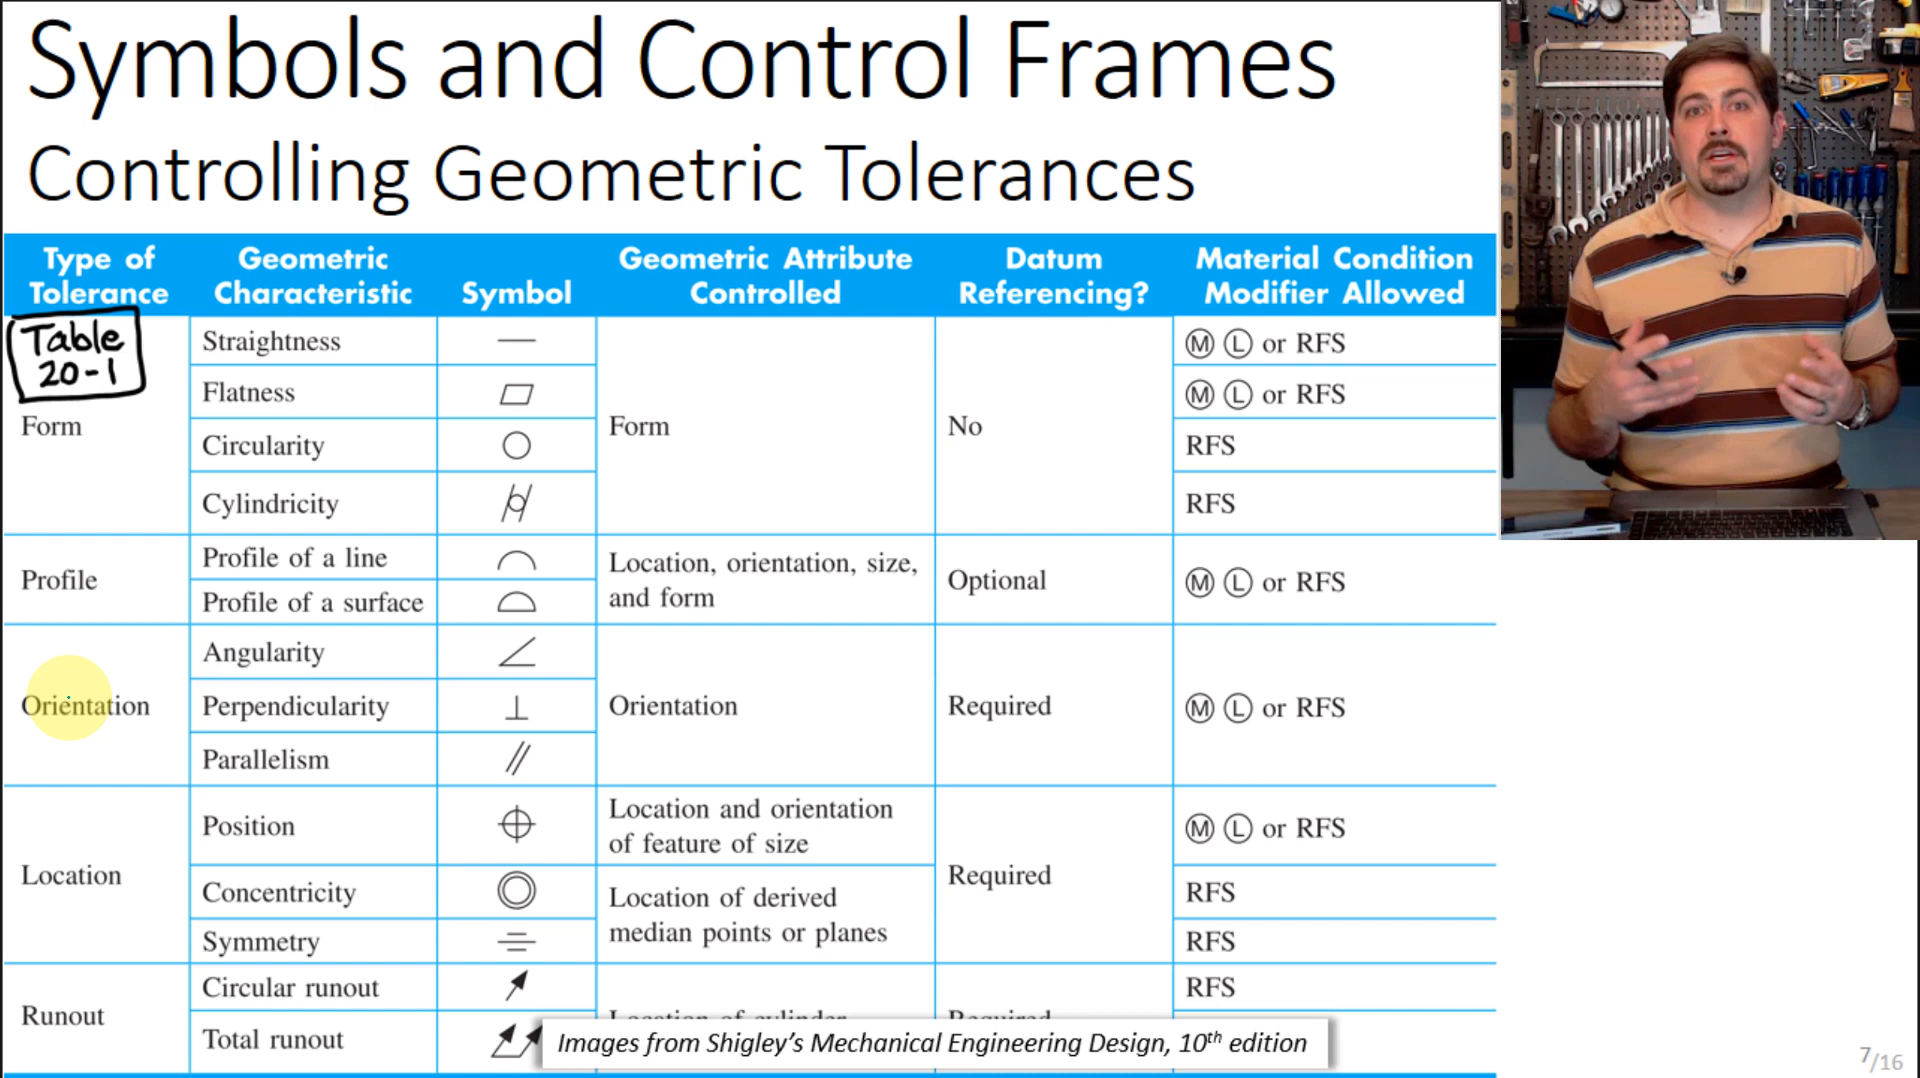 Symbols and Control Frames
Controlling Geometric Tolerances
Type of Tolerance
Geometric Characteristic
Symbol
Geometric Attribute Controlled
Datum Referencing?
Material Condition Modifier Allowed
Table
20-1
Form
Straightness
Form
No
Ⓜ Ⓛ or RFS
Flatness
Ⓜ Ⓛ or RFS
Circularity
RFS
Cylindricity
RFS
Profile
Profile of a line
Location, orientation, size,
and form
Optional
Ⓜ Ⓛ or RFS
Profile of a surface
Orientation
Angularity
Orientation
Required
Ⓜ Ⓛ or RFS
Perpendicularity
Parallelism
Location
Position
Location and orientation
of feature of size
Required
Ⓜ Ⓛ or RFS
Concentricity
Location of derived
median points or planes
RFS
Symmetry
RFS
Runout
Circular runout
Location of cylinder
Required
RFS
Total runout
Images from Shigley's Mechanical Engineering Design, 10th edition
7/16